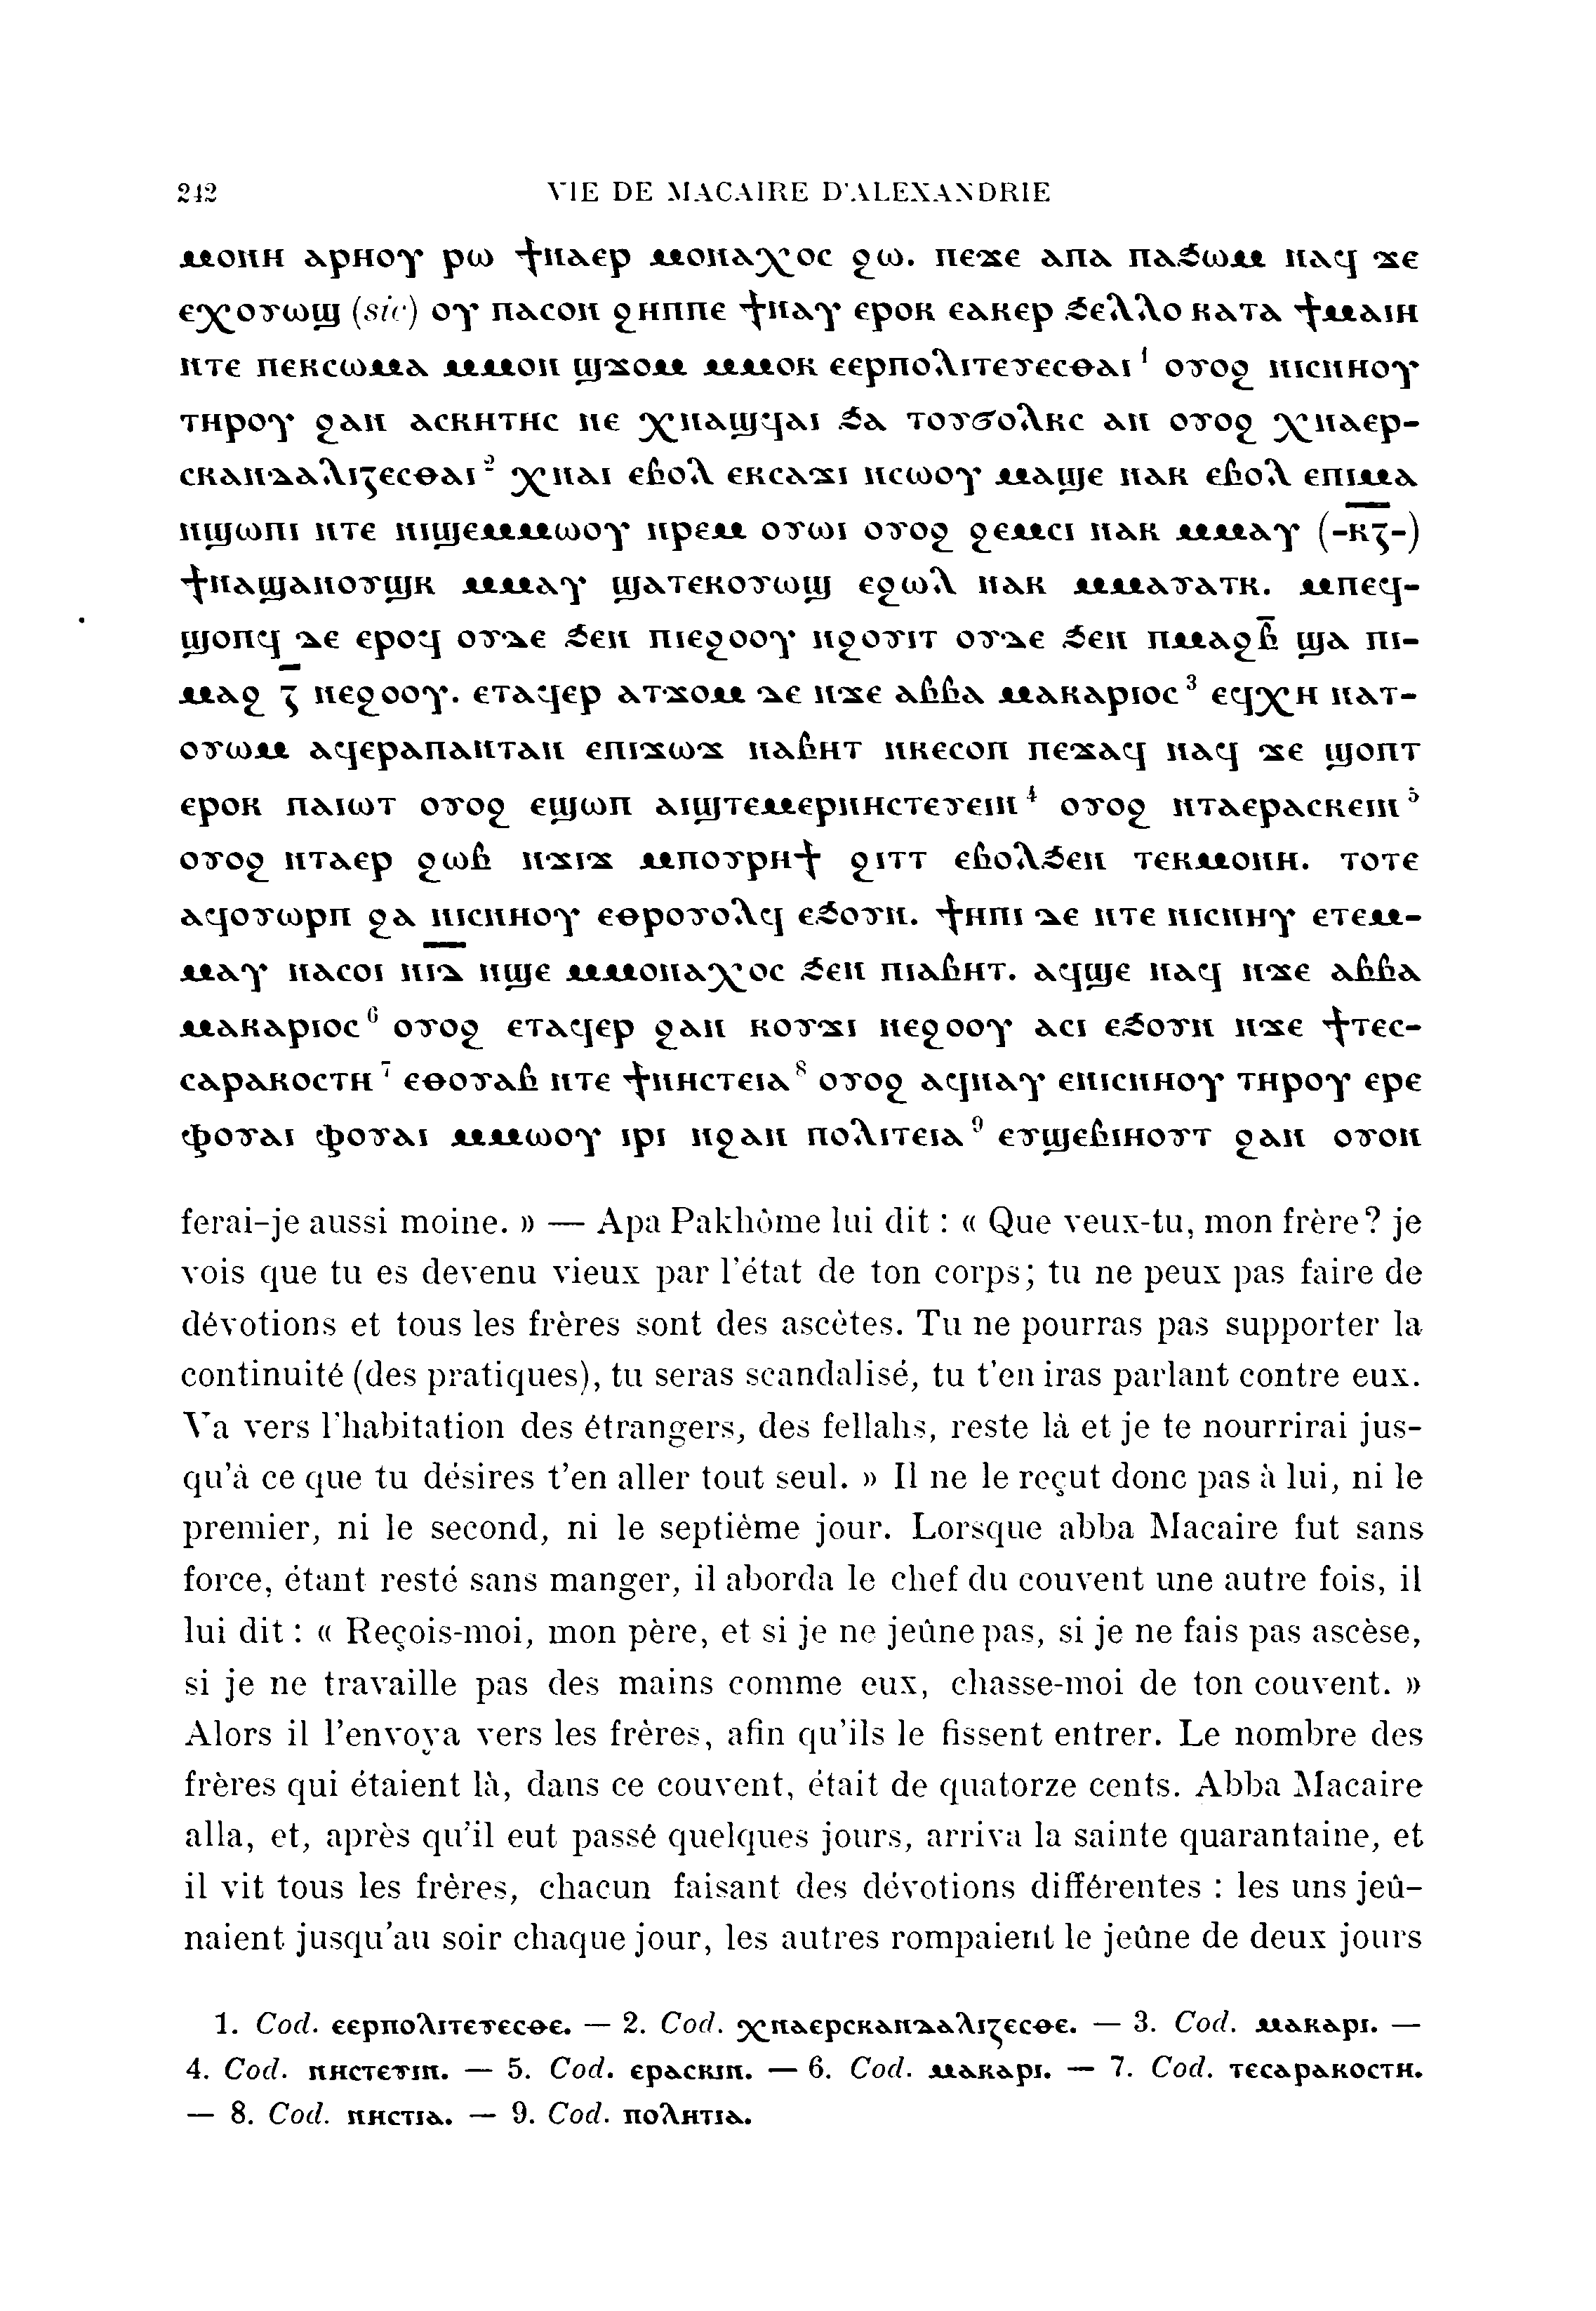 242 VIE DE MACAIRE D'ALEXANDRIE
ⲙⲟⲛⲏ ⲁⲣⲏⲟⲩ ⲣⲱ ϯⲛⲁⲉⲣ ⲙⲟⲛⲁⲭⲟⲥ ϩⲱ. ⲡⲉϫⲉ ⲁⲡⲁ ⲡⲁϧⲱⲙ ⲛⲁϥ ϫⲉ
ⲉⲭⲟⲩⲱϣ (sic) ⲟⲩ ⲡⲁⲥⲟⲛ ϩⲏⲡⲡⲉ ϯⲛⲁⲩ ⲉⲣⲟⲕ ⲉⲁⲕⲉⲣ ϧⲉⲗⲗⲟ ⲕⲁⲧⲁ ϯⲙⲁⲓⲏ
ⲛⲧⲉ ⲡⲉⲕⲥⲱⲙⲁ ⲙⲙⲟⲛ ϣϫⲟⲙ ⲙⲙⲟⲕ ⲉⲉⲣⲡⲟⲗⲓⲧⲉⲩⲉⲥⲑⲁⲓ¹ ⲟⲩⲟϩ ⲛⲓⲥⲛⲏⲟⲩ
ⲧⲏⲣⲟⲩ ϩⲁⲛ ⲁⲥⲕⲏⲧⲏⲥ ⲛⲉ ⲭⲛⲁϣϥⲁⲓ ϧⲁ ⲧⲟⲩϭⲟⲗⲕⲥ ⲁⲛ ⲟⲩⲟϩ ⲭⲛⲁⲉⲣ-
ⲥⲕⲁⲛⲇⲁⲗⲓⲍⲉⲥⲑⲁⲓ² ⲭⲛⲁⲓ ⲉⲃⲟⲗ ⲉⲕⲥⲁϫⲓ ⲛⲥⲱⲟⲩ ⲙⲁϣⲉ ⲛⲁⲕ ⲉⲃⲟⲗ ⲉⲡⲓⲙⲁ
ⲛϣⲱⲡⲓ ⲛⲧⲉ ⲛⲓϣⲉⲙⲙⲱⲟⲩ ⲛⲣⲉⲙ ⲟⲩⲱⲓ ⲟⲩⲟϩ ϩⲉⲙⲥⲓ ⲛⲁⲕ ⲙⲙⲁⲩ (-ⲕ̅ⲍ̅-)
ϯⲛⲁϣⲁⲛⲟⲩϣⲕ ⲙⲙⲁⲩ ϣⲁⲧⲉⲕⲟⲩⲱϣ ⲉϩⲱⲗ ⲛⲁⲕ ⲙⲙⲁⲩⲁⲧⲕ. ⲙⲡⲉϥ-
ϣⲟⲡϥ ⲇⲉ ⲉⲣⲟϥ ⲟⲩⲇⲉ ϧⲉⲛ ⲡⲓⲉϩⲟⲟⲩ ⲛϩⲟⲩⲓⲧ ⲟⲩⲇⲉ ϧⲉⲛ ⲡⲙⲁϩⲃ̅ ϣⲁ ⲡⲓ-
ⲙⲁϩ ⲍ̅ ⲛⲉϩⲟⲟⲩ. ⲉⲧⲁϥⲉⲣ ⲁⲧϫⲟⲙ ⲇⲉ ⲛϫⲉ ⲁⲃⲃⲁ ⲙⲁⲕⲁⲣⲓⲟⲥ³ ⲉϥⲭⲏ ⲛⲁⲧ-
ⲟⲩⲱⲙ ⲁϥⲉⲣⲁⲡⲁⲛⲧⲁⲛ ⲉⲡⲓϫⲱϫ ⲛⲁⲃⲏⲧ ⲛⲕⲉⲥⲟⲡ ⲡⲉϫⲁϥ ⲛⲁϥ ϫⲉ ϣⲟⲡⲧ
ⲉⲣⲟⲕ ⲡⲁⲓⲱⲧ ⲟⲩⲟϩ ⲉϣⲱⲡ ⲁⲓϣⲧⲉⲙⲉⲣⲛⲏⲥⲧⲉⲩⲉⲓⲛ⁴ ⲟⲩⲟϩ ⲛⲧⲁⲉⲣⲁⲥⲕⲉⲓⲛ⁵
ⲟⲩⲟϩ ⲛⲧⲁⲉⲣ ϩⲱⲃ ⲛϫⲓϫ ⲙⲡⲟⲩⲣⲏϯ ϩⲓⲧⲧ ⲉⲃⲟⲗϧⲉⲛ ⲧⲉⲕⲙⲟⲛⲏ. ⲧⲟⲧⲉ
ⲁϥⲟⲩⲱⲣⲡ ϩⲁ ⲛⲓⲥⲛⲏⲟⲩ ⲉⲑⲣⲟⲩⲟⲗϥ ⲉϧⲟⲩⲛ. ϯⲏⲡⲓ ⲇⲉ ⲛⲧⲉ ⲛⲓⲥⲛⲏⲩ ⲉⲧⲉⲙ-
ⲙⲁⲩ ⲛⲁⲥⲟⲓ ⲛⲓ̅ⲇ̅ ⲛϣⲉ ⲙⲙⲟⲛⲁⲭⲟⲥ ϧⲉⲛ ⲡⲓⲁⲃⲏⲧ. ⲁϥϣⲉ ⲛⲁϥ ⲛϫⲉ ⲁⲃⲃⲁ
ⲙⲁⲕⲁⲣⲓⲟⲥ⁶ ⲟⲩⲟϩ ⲉⲧⲁϥⲉⲣ ϩⲁⲛ ⲕⲟⲩϫⲓ ⲛⲉϩⲟⲟⲩ ⲁⲥⲓ ⲉϧⲟⲩⲛ ⲛϫⲉ ϯⲧⲉⲥ-
ⲥⲁⲣⲁⲕⲟⲥⲧⲏ⁷ ⲉⲑⲟⲩⲁⲃ ⲛⲧⲉ ϯⲛⲏⲥⲧⲉⲓⲁ⁸ ⲟⲩⲟϩ ⲁϥⲛⲁⲩ ⲉⲛⲓⲥⲛⲏⲟⲩ ⲧⲏⲣⲟⲩ ⲉⲣⲉ
ⲫⲟⲩⲁⲓ ⲫⲟⲩⲁⲓ ⲙⲙⲱⲟⲩ ⲓⲣⲓ ⲛϩⲁⲛ ⲡⲟⲗⲓⲧⲉⲓⲁ⁹ ⲉⲩϣⲉⲃⲓⲏⲟⲩⲧ ϩⲁⲛ ⲟⲩⲟⲛ
ferai-je aussi moine. » — Apa Pakhôme lui dit : « Que veux-tu, mon frère? je
vois que tu es devenu vieux par l'état de ton corps; tu ne peux pas faire de
dévotions et tous les frères sont des ascètes. Tu ne pourras pas supporter la
continuité (des pratiques), tu seras scandalisé, tu t'en iras parlant contre eux.
Va vers l'habitation des étrangers, des fellahs, reste là et je te nourrirai jus-
qu'à ce que tu désires t'en aller tout seul. » Il ne le reçut donc pas à lui, ni le
premier, ni le second, ni le septième jour. Lorsque abba Macaire fut sans
force, étant resté sans manger, il aborda le chef du couvent une autre fois, il
lui dit : « Reçois-moi, mon père, et si je ne jeûne pas, si je ne fais pas ascèse,
si je ne travaille pas des mains comme eux, chasse-moi de ton couvent. »
Alors il l'envoya vers les frères, afin qu'ils le fissent entrer. Le nombre des
frères qui étaient là, dans ce couvent, était de quatorze cents. Abba Macaire
alla, et, après qu'il eut passé quelques jours, arriva la sainte quarantaine, et
il vit tous les frères, chacun faisant des dévotions différentes : les uns jeû-
naient jusqu'au soir chaque jour, les autres rompaient le jeûne de deux jours
1. Cod. ⲉⲉⲣⲡⲟⲗⲓⲧⲉⲩⲉⲥⲑⲉ. — 2. Cod. ⲭⲛⲁⲉⲣⲥⲕⲁⲛⲇⲁⲗⲓⲍⲉⲥⲑⲉ. — 3. Cod. ⲙⲁⲕⲁⲣⲓ. —
4. Cod. ⲛⲏⲥⲧⲉⲩⲓⲛ. — 5. Cod. ⲉⲣⲁⲥⲕⲓⲛ. — 6. Cod. ⲙⲁⲕⲁⲣⲓ. — 7. Cod. ⲧⲉⲥⲁⲣⲁⲕⲟⲥⲧⲏ.
— 8. Cod. ⲛⲏⲥⲧⲓⲁ. — 9. Cod. ⲡⲟⲗⲏⲧⲓⲁ.